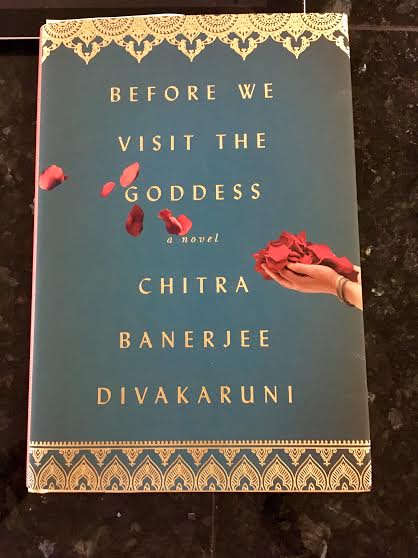 BEFORE WE
VISIT THE
GODDESS
a novel
CHITRA
BANERJEE
DIVAKARUNI